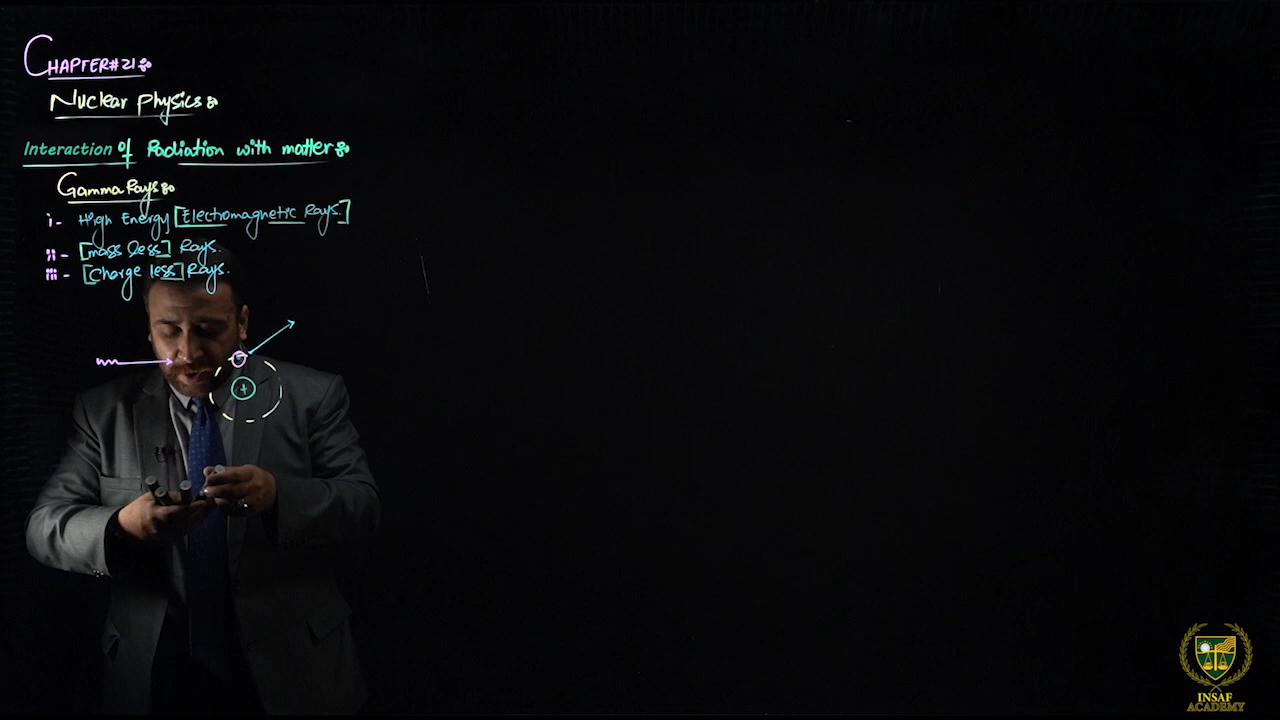 CHAPTER#21:
Nuclear Physics:
Interaction of Radiation with matter:
Gamma Rays:
i- High Energy [Electromagnetic Rays.]
ii- [mass less] Rays.
iii- [Charge less] Rays.
+
INSAF
ACADEMY